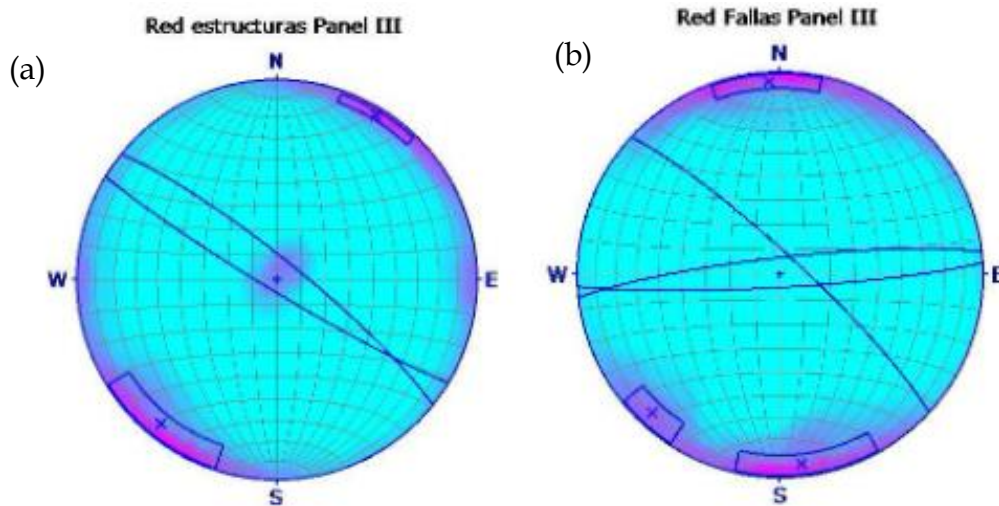 Red estructuras Panel III
(a)
N
W
E
S
Red Fallas Panel III
(b)
N
W
E
S